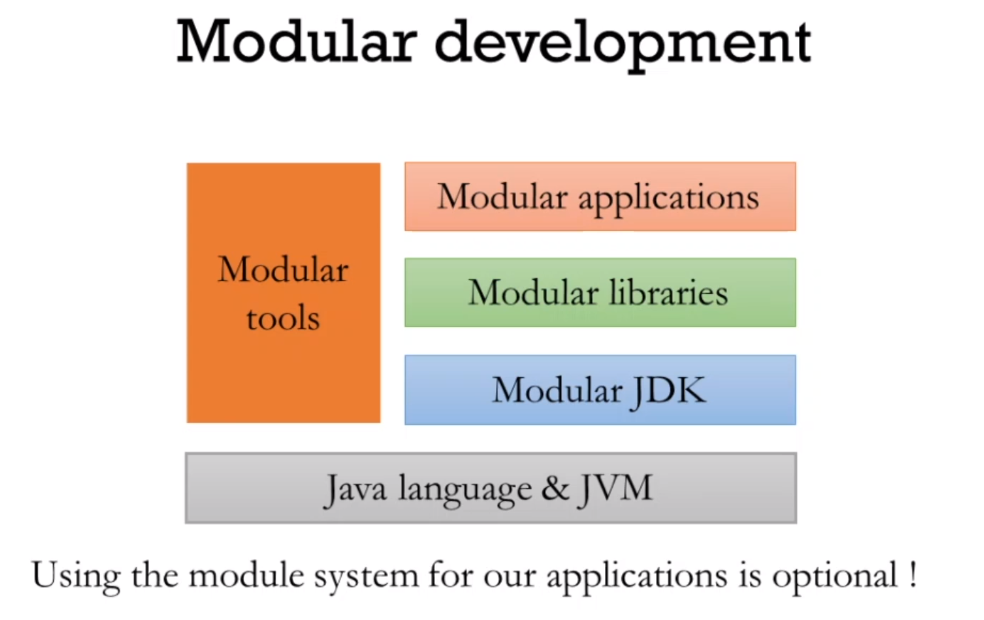 Modular development
Modular
tools
Modular applications
Modular libraries
Modular JDK
Java language & JVM
Using the module system for our applications is optional !